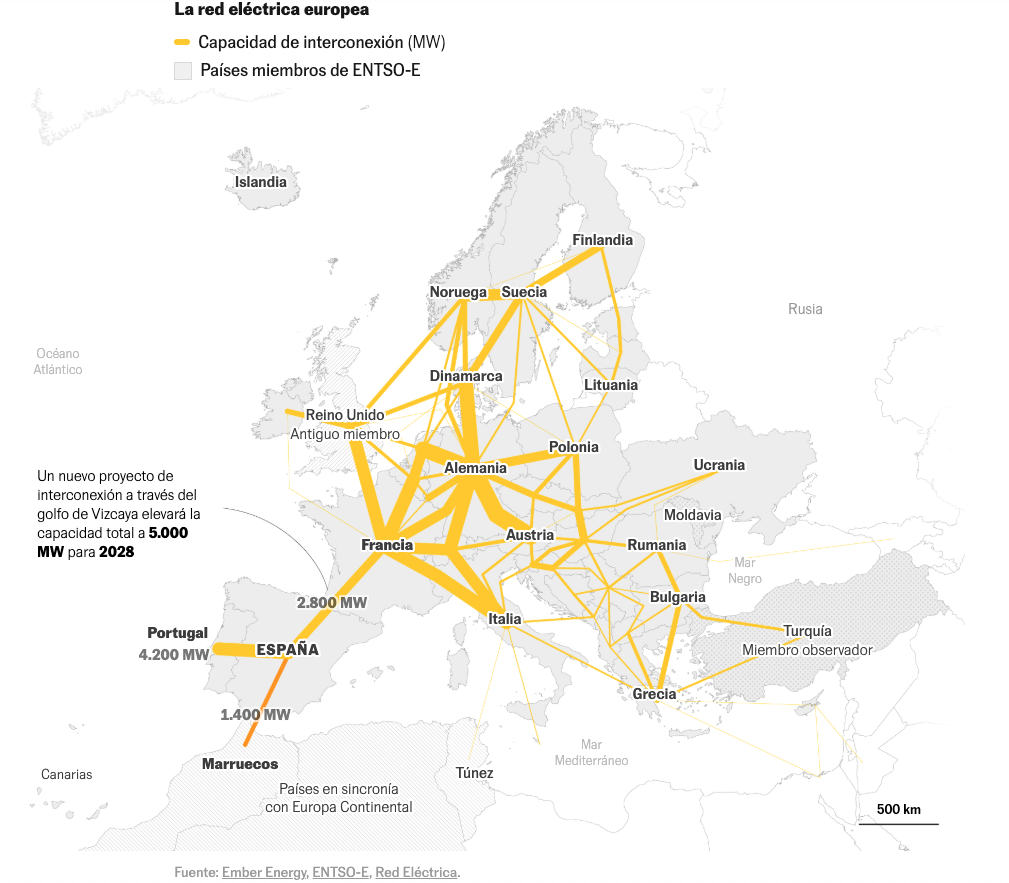 La red eléctrica europea
Capacidad de interconexión (MW)
Países miembros de ENTSO-E
Islandia
Finlandia
Noruega
Suecia
Rusia
Océano
Atlántico
Dinamarca
Lituania
Reino Unido
Antiguo miembro
Polonia
Alemania
Ucrania
Un nuevo proyecto de
interconexión a través del
golfo de Vizcaya elevará la
capacidad total a 5.000
MW para 2028
Moldavia
Austria
Francia
Rumanía
Mar
Negro
2.800 MW
Bulgaria
Italia
Portugal
4.200 MW
ESPAÑA
Turquía
Miembro observador
Grecia
1.400 MW
Mar
Mediterráneo
Marruecos
Túnez
Canarias
Países en sincronía
con Europa Continental
500 km
Fuente: Ember Energy, ENTSO-E, Red Eléctrica.